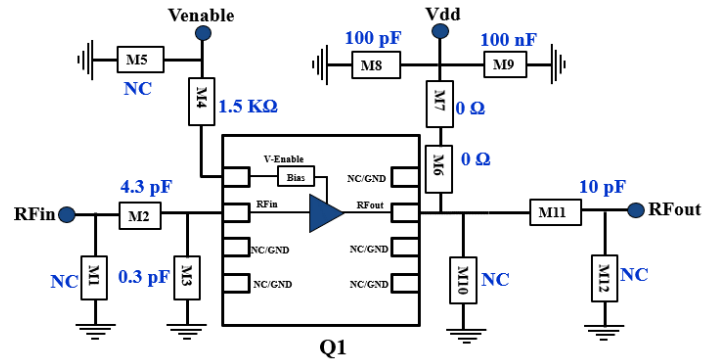 Venable
Vdd
M5
NC
100 pF
M8
100 nF
M9
M4
1.5 KΩ
M7
0 Ω
V-Enable
Bias
NC/GND
M6
0 Ω
4.3 pF
10 pF
RFin
M2
RFin
RFout
M11
RFout
NC
M1
0.3 pF
M3
NC/GND
NC/GND
M10
NC
M12
NC
NC/GND
NC/GND
Q1